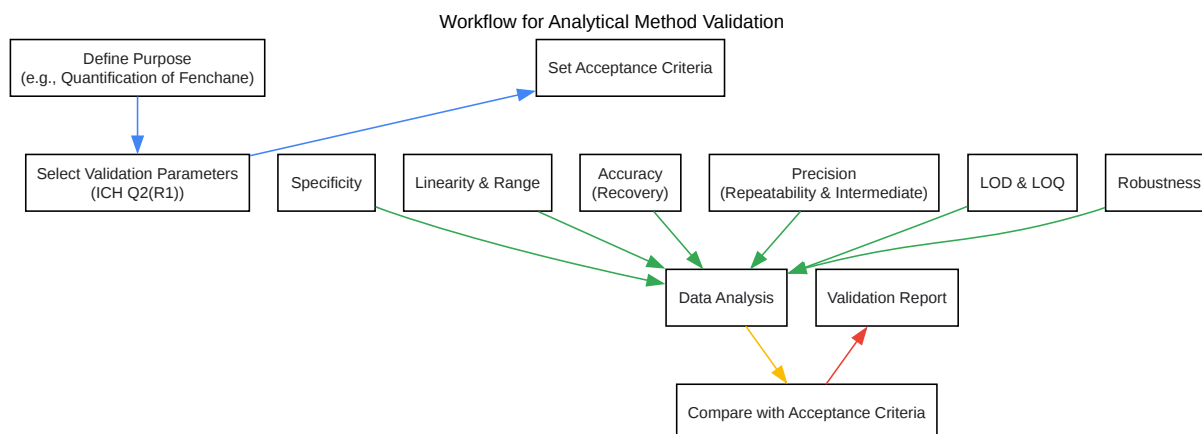 Workflow for Analytical Method Validation
Define Purpose
(e.g., Quantification of Fenchane)
Set Acceptance Criteria
Select Validation Parameters
(ICH Q2(R1))
Specificity
Linearity & Range
Accuracy
(Recovery)
Precision
(Repeatability & Intermediate)
LOD & LOQ
Robustness
Data Analysis
Validation Report
Compare with Acceptance Criteria